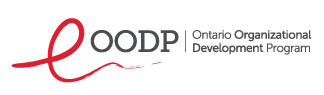 OODP
Ontario Organizational
Development Program